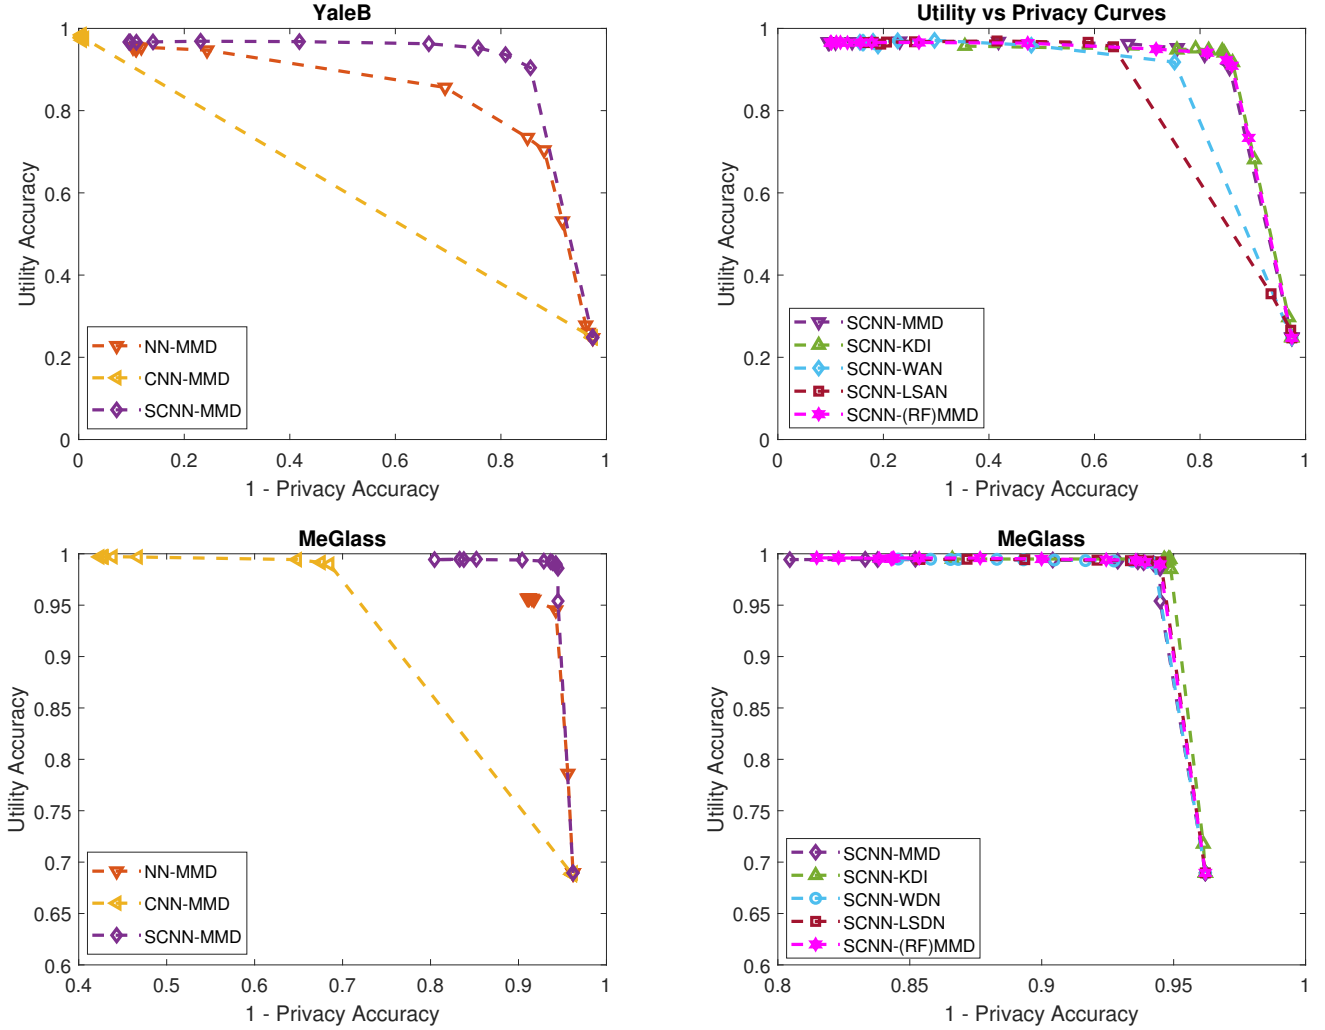 YaleB
1
0.8
0.6
0.4
0.2
0
Utility Accuracy
NN-MMD
CNN-MMD
SCNN-MMD
0 0.2 0.4 0.6 0.8 1
1 - Privacy Accuracy
Utility vs Privacy Curves
1
0.8
0.6
0.4
0.2
0
Utility Accuracy
SCNN-MMD
SCNN-KDI
SCNN-WAN
SCNN-LSAN
SCNN-(RF)MMD
0 0.2 0.4 0.6 0.8 1
1 - Privacy Accuracy
MeGlass
1
0.95
0.9
0.85
0.8
0.75
0.7
0.65
0.6
Utility Accuracy
NN-MMD
CNN-MMD
SCNN-MMD
0.4 0.5 0.6 0.7 0.8 0.9 1
1 - Privacy Accuracy
MeGlass
1
0.95
0.9
0.85
0.8
0.75
0.7
0.65
0.6
Utility Accuracy
SCNN-MMD
SCNN-KDI
SCNN-WDN
SCNN-LSDN
SCNN-(RF)MMD
0.8 0.85 0.9 0.95 1
1 - Privacy Accuracy